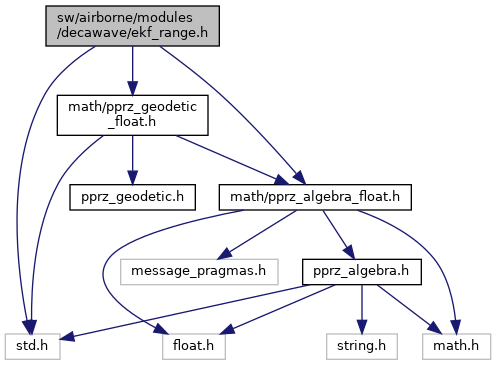 sw/airborne/modules
/decawave/ekf_range.h
math/pprz_geodetic
_float.h
pprz_geodetic.h
math/pprz_algebra_float.h
message_pragmas.h
pprz_algebra.h
std.h
float.h
string.h
math.h